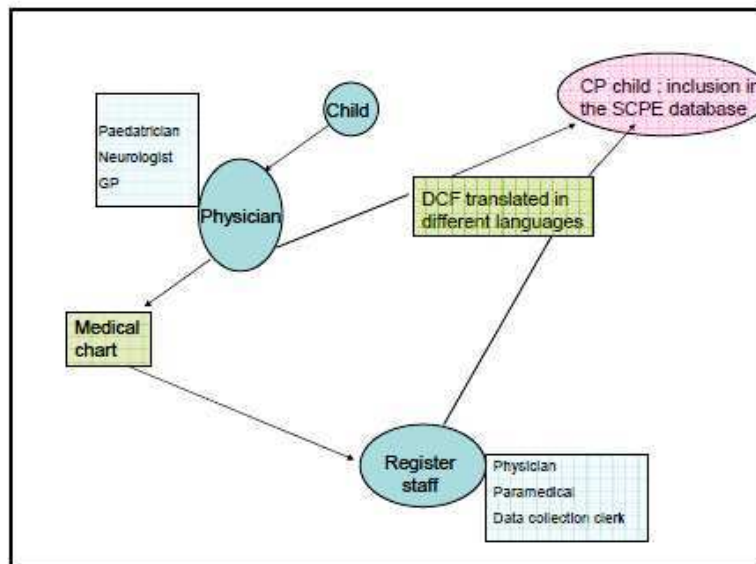 CP child ; inclusion in
the SCPE database
Child
Paedatrician
Neurologist
GP
Physician
DCF translated in
different languages
Medical
chart
Register
staff
Physician
Paramedical
Data collection clerk